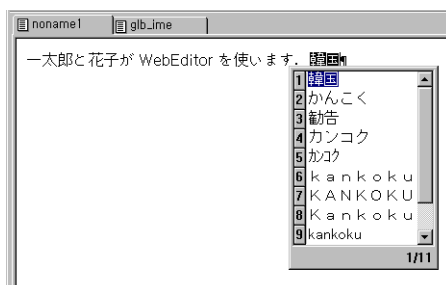 noname1 glb_ime
一太郎と花子が WebEditor を使います. 韓国
1 韓国
2 かんこく
3 勧告
4 カンコク
5 ｶﾝｺｸ
6 ｋａｎｋｏｋｕ
7 ＫＡＮＫＯＫＵ
8 Ｋａｎｋｏｋｕ
9 kankoku
1/11